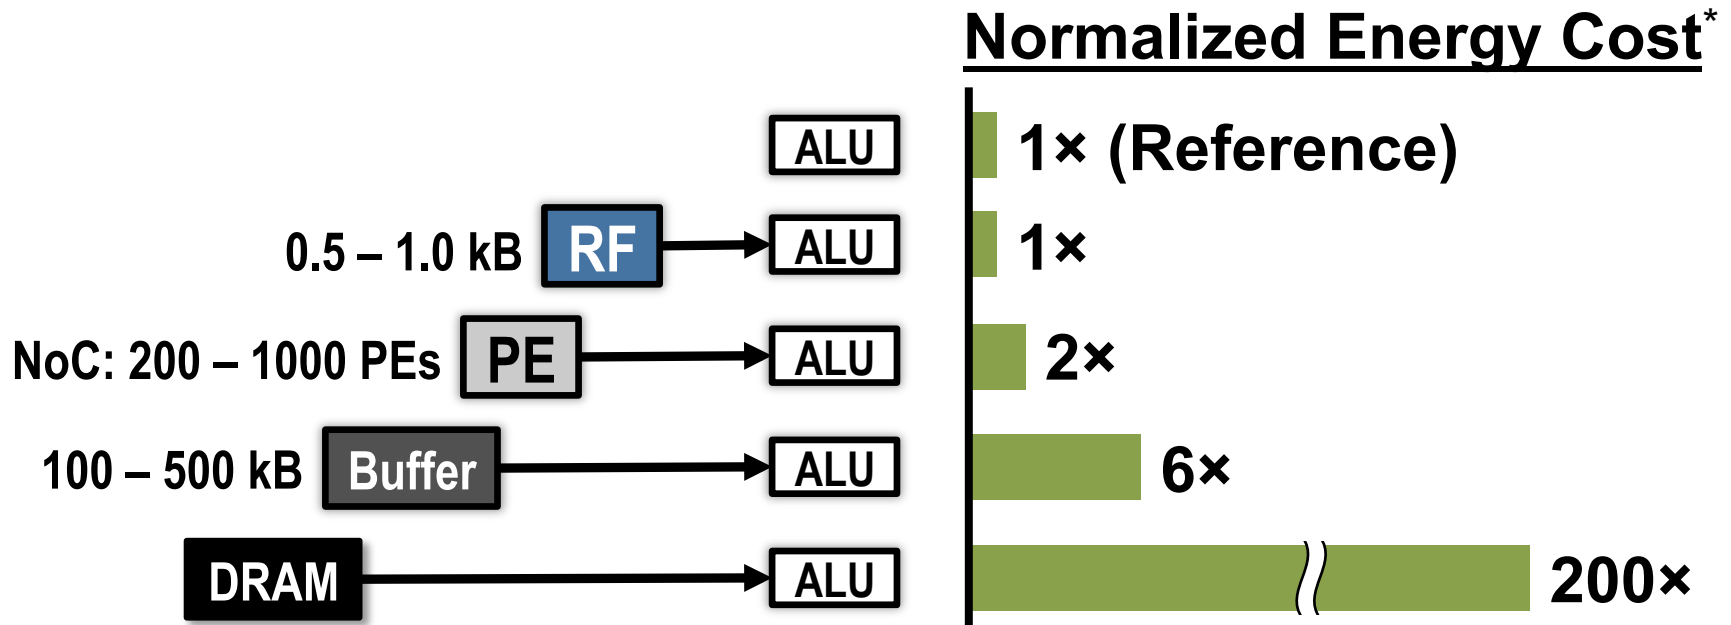 Normalized Energy Cost*
ALU 1× (Reference)
0.5 – 1.0 kB RF ALU 1×
NoC: 200 – 1000 PEs PE ALU 2×
100 – 500 kB Buffer ALU 6×
DRAM ALU 200×